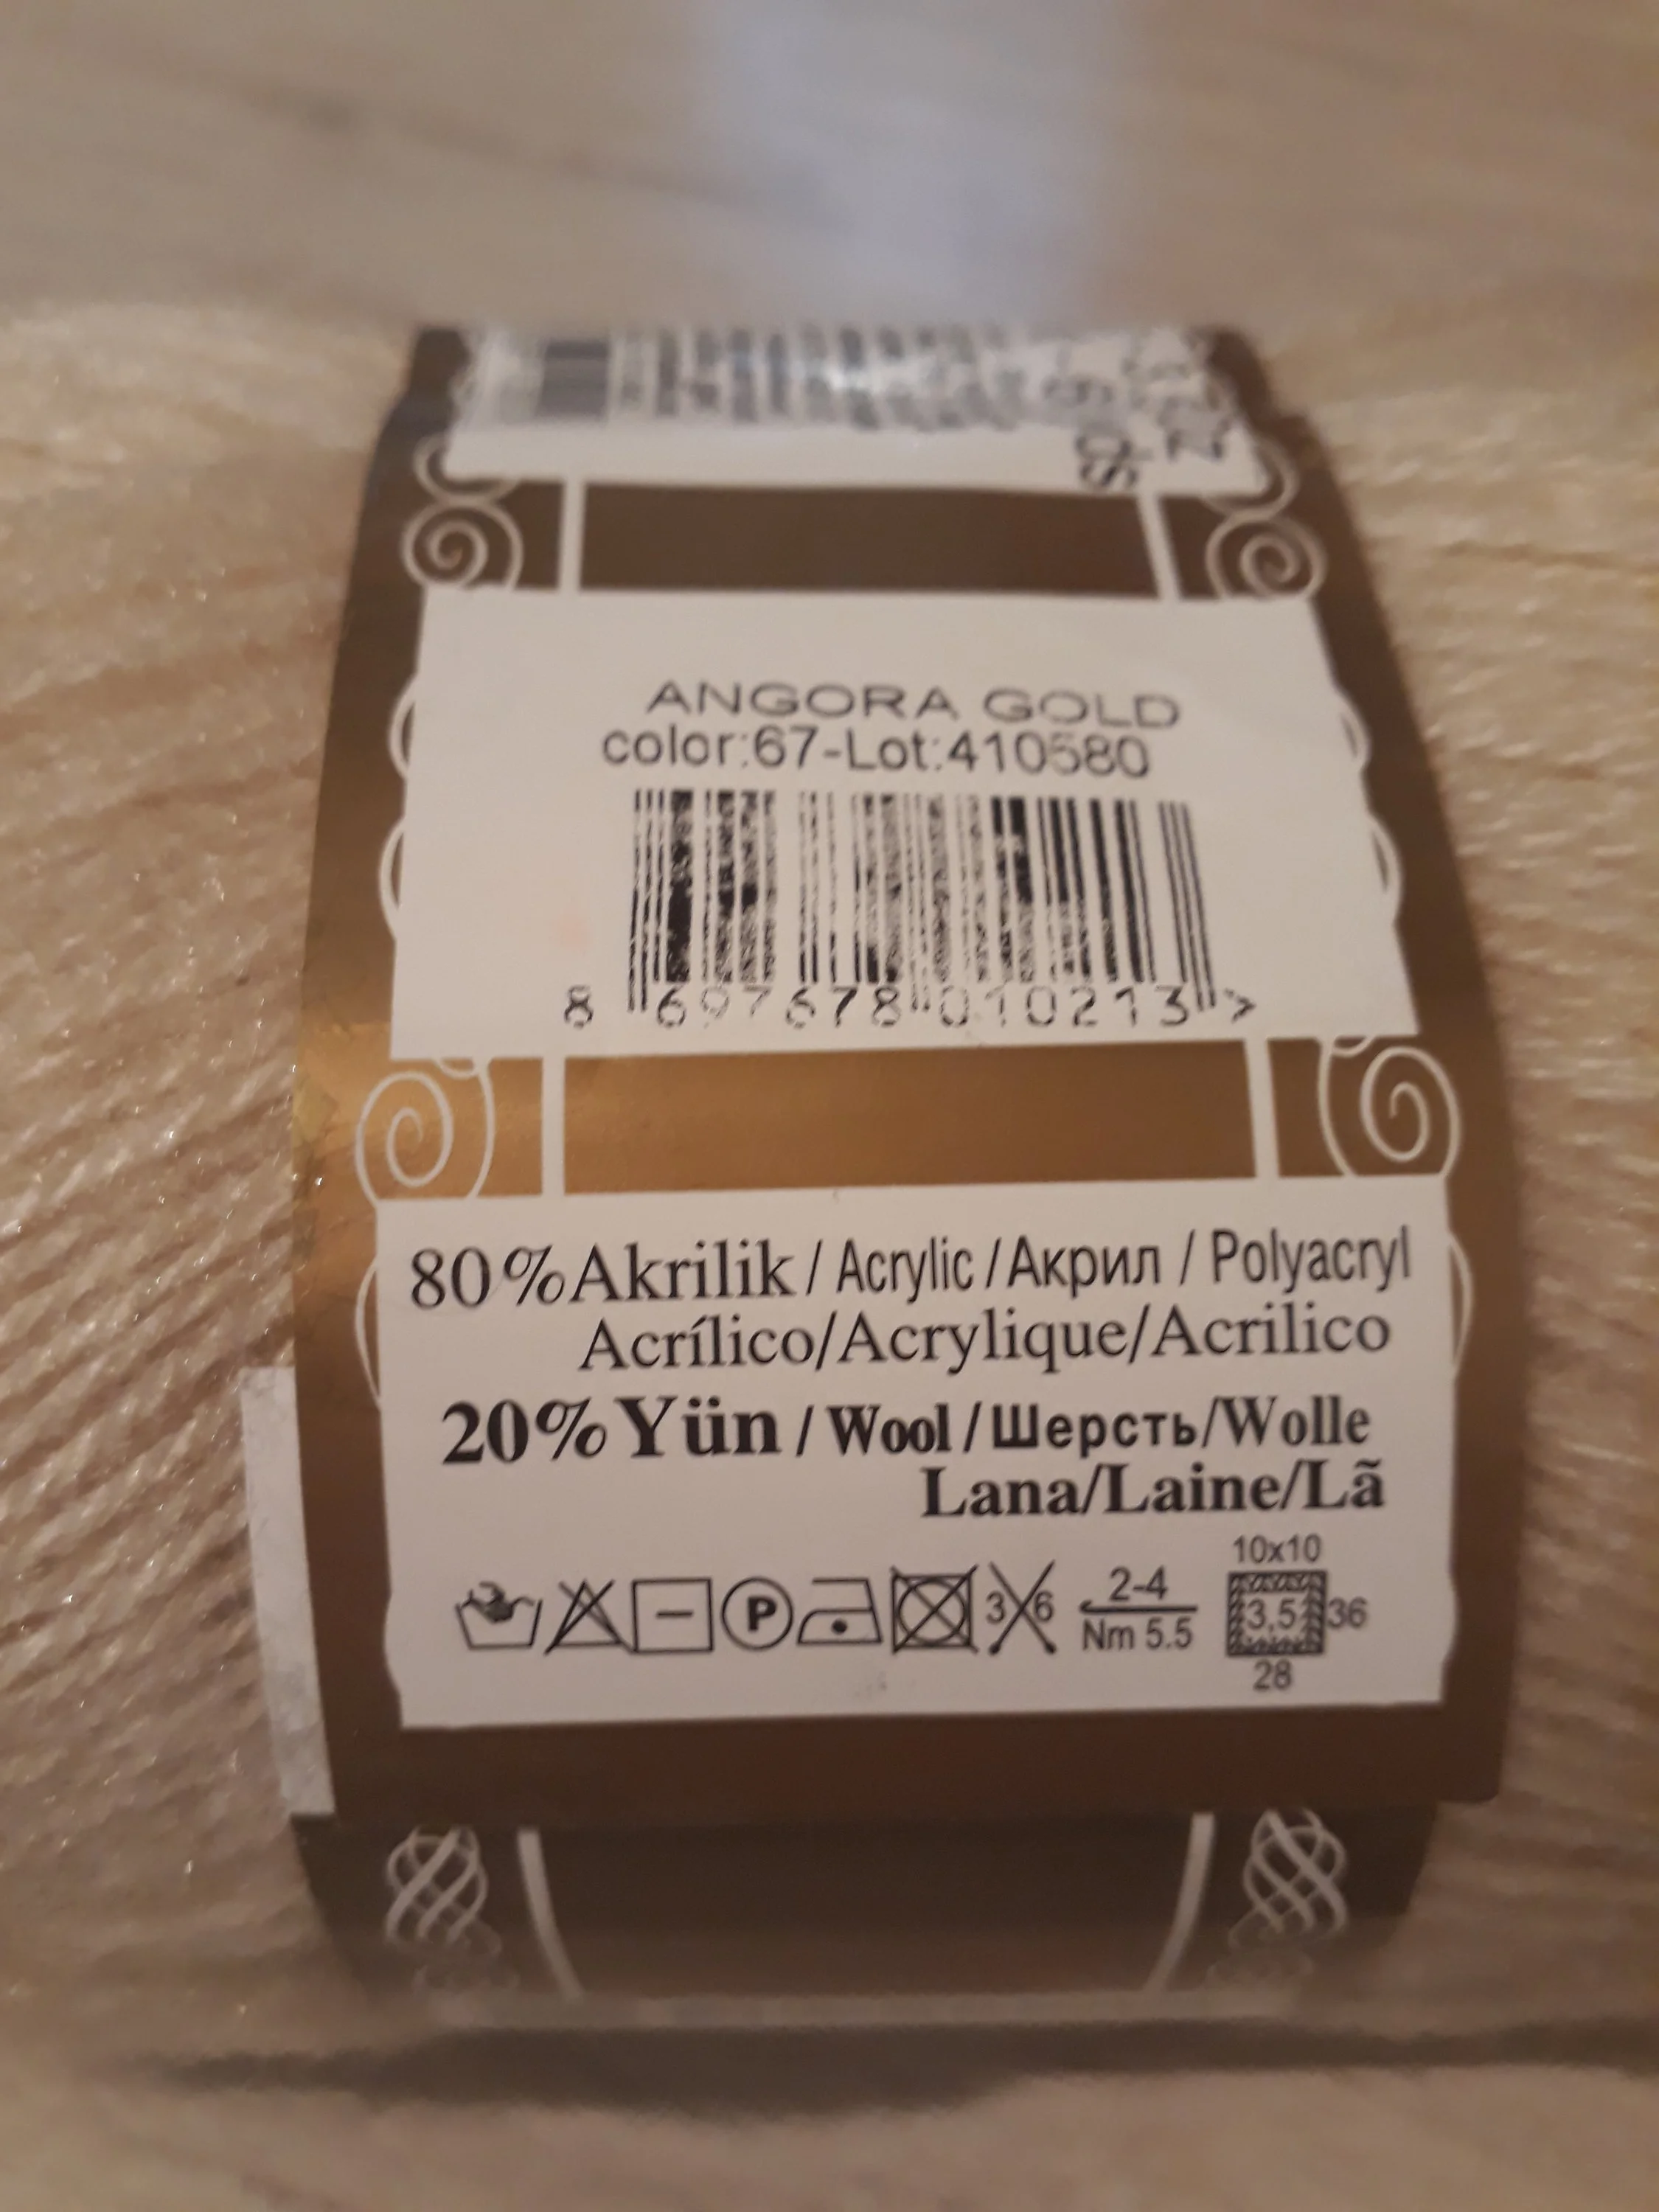 ANGORA GOLD
color:67-Lot:410580
8 697678 010213 >
80%Akrilik / Acrylic / Акрил / Polyacryl
Acrílico/Acrylique/Acrilico
20% Yün / Wool / Шерсть/Wolle
Lana/Laine/Lã
10x10
P 3 6 2-4 3,5 36
Nm 5.5
28